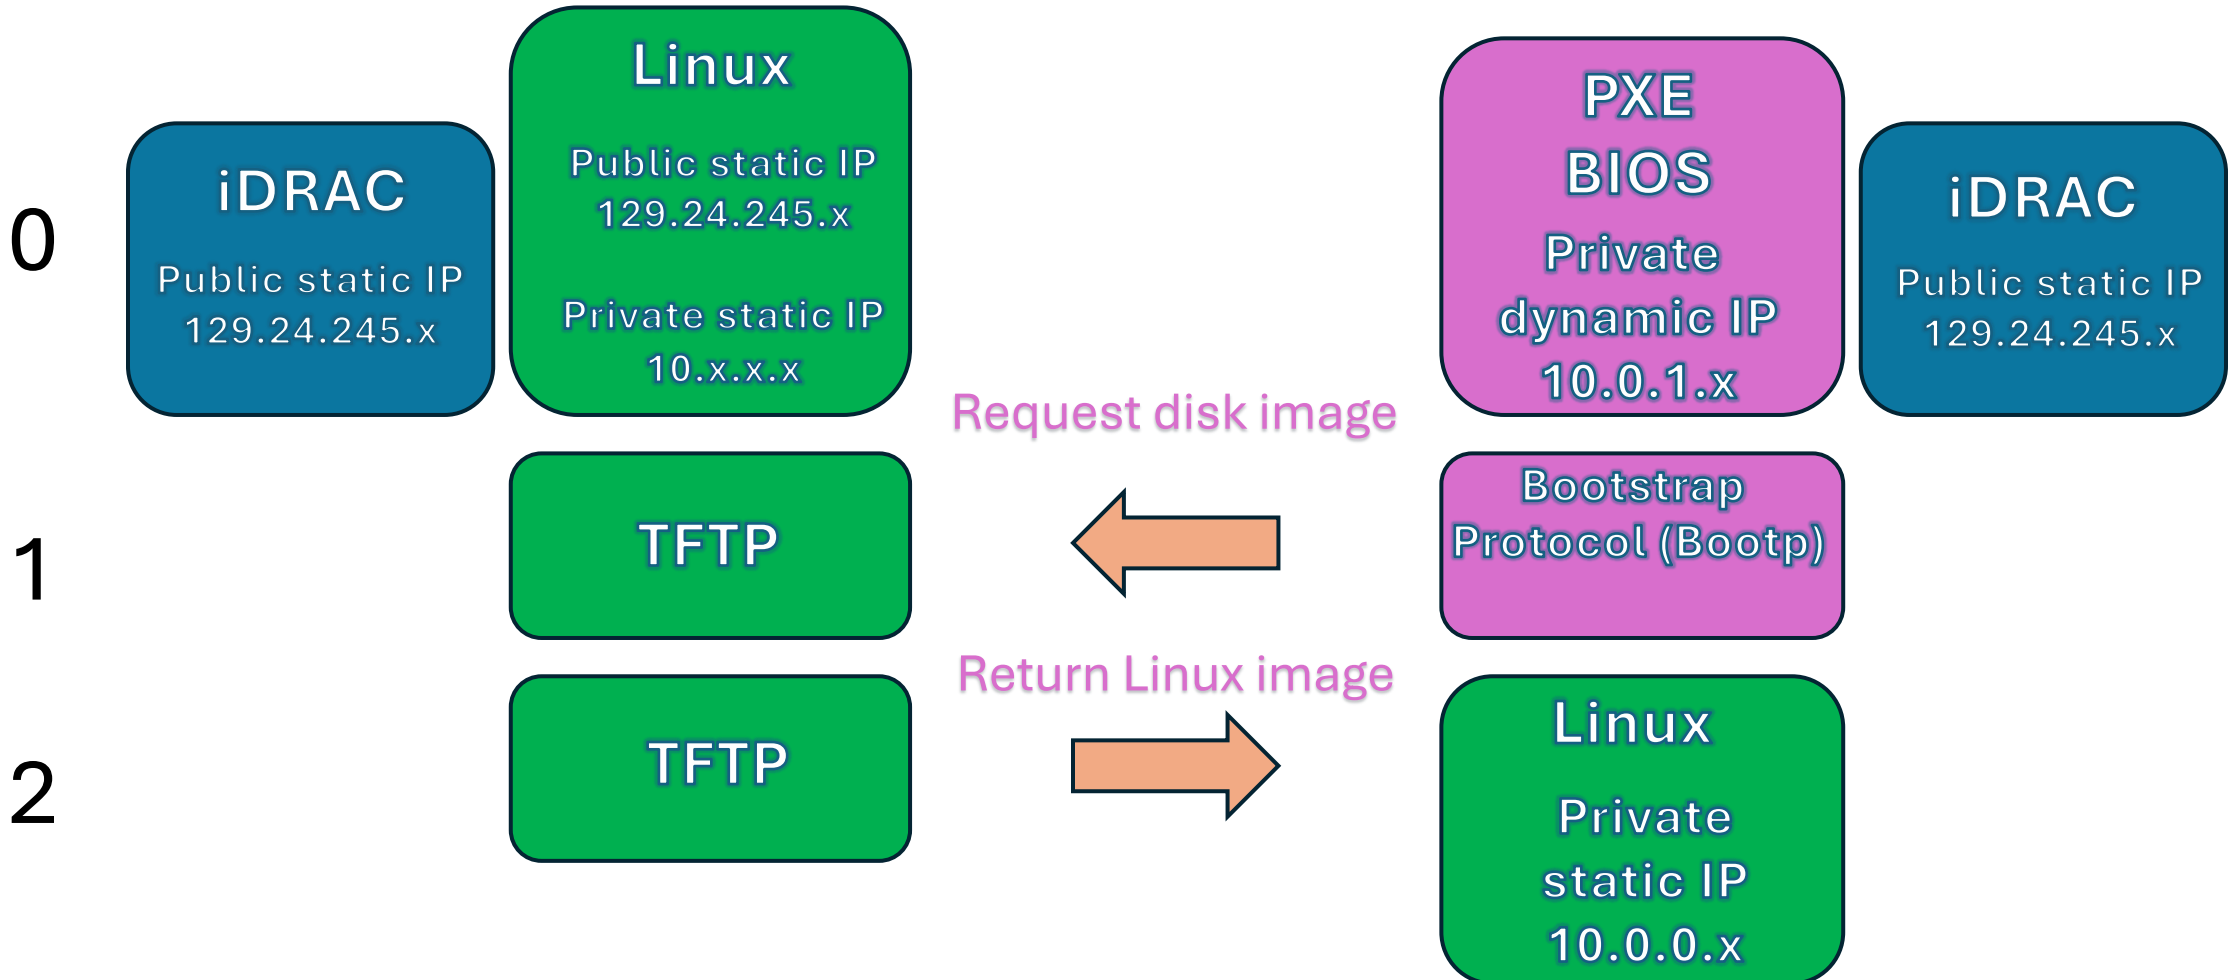 0
iDRAC
Public static IP
129.24.245.x
Linux
Public static IP
129.24.245.x
Private static IP
10.x.x.x
PXE
BIOS
Private
dynamic IP
10.0.1.x
iDRAC
Public static IP
129.24.245.x
1
TFTP
Request disk image
Bootstrap
Protocol (Bootp)
2
TFTP
Return Linux image
Linux
Private
static IP
10.0.0.x